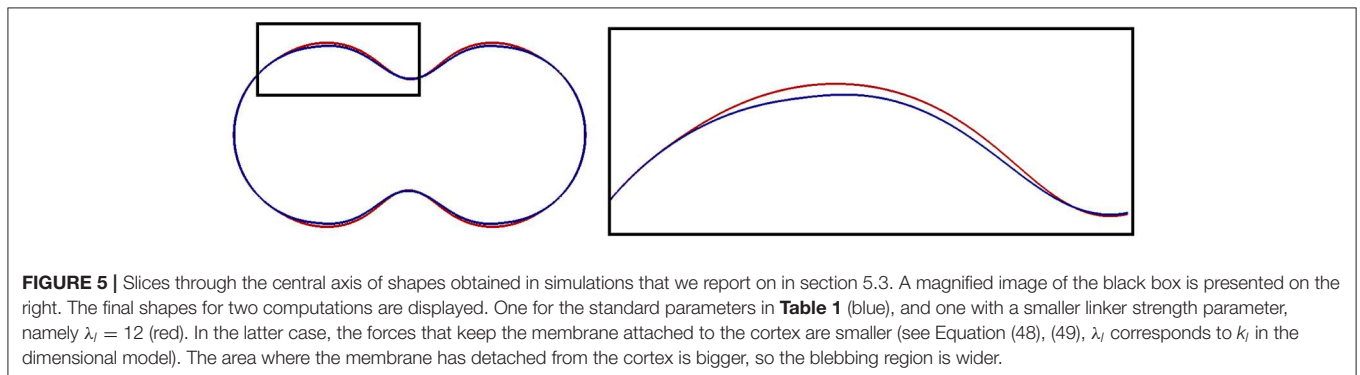 FIGURE 5 | Slices through the central axis of shapes obtained in simulations that we report on in section 5.3. A magnified image of the black box is presented on the
right. The final shapes for two computations are displayed. One for the standard parameters in Table 1 (blue), and one with a smaller linker strength parameter,
namely λₗ = 12 (red). In the latter case, the forces that keep the membrane attached to the cortex are smaller (see Equation (48), (49), λₗ corresponds to kₗ in the
dimensional model). The area where the membrane has detached from the cortex is bigger, so the blebbing region is wider.